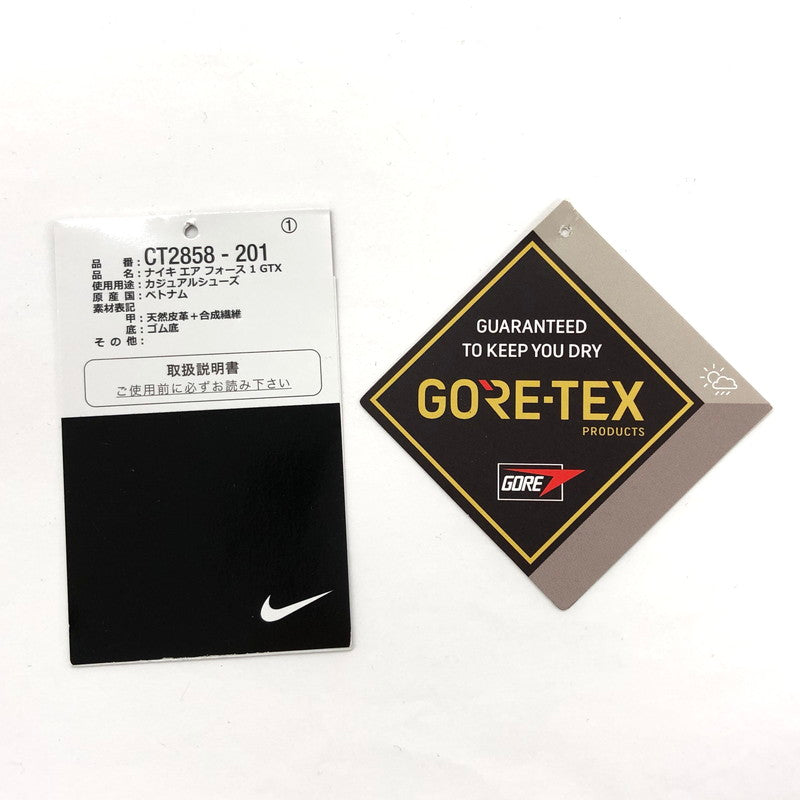 ①
品 番：CT2858 - 201
品 名：ナイキ エア フォース 1 GTX
使用用途：カジュアルシューズ
原 産 国：ベトナム
素材表記
甲：天然皮革＋合成繊維
底：ゴム底
そ の 他：
取扱説明書
ご使用前に必ずお読み下さい
GUARANTEED
TO KEEP YOU DRY
GORE-TEX
PRODUCTS
GORE